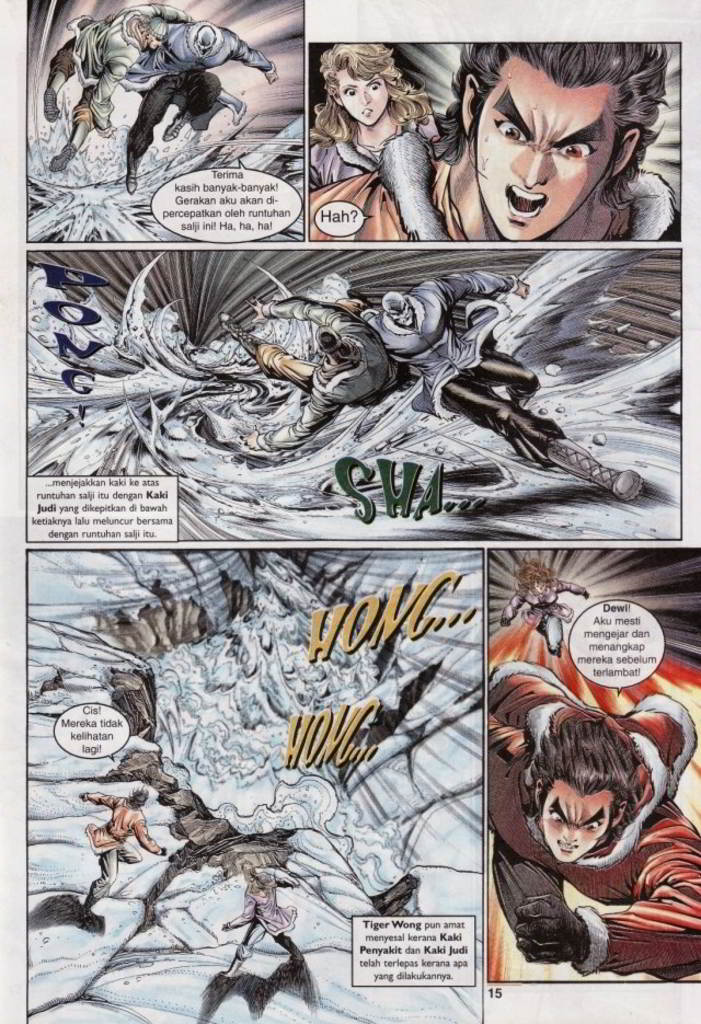 Terima
kasih banyak-banyak!
Gerakan aku akan di-
percepatkan oleh runtuhan
salji ini! Ha, ha, ha!
Hah?
HONG!
...menjejakkan kaki ke atas
runtuhan salji itu dengan Kaki
Judi yang dikepitkan di bawah
ketiaknya lalu meluncur bersama
dengan runtuhan salji itu.
SHA...
HONG...
HONG...
Cis!
Mereka tidak
kelihatan
lagi!
Tiger Wong pun amat
menyesal kerana Kaki
Penyakit dan Kaki Judi
telah terlepas kerana apa
yang dilakukannya.
Dewi!
Aku mesti
mengejar dan
menangkap
mereka sebelum
terlambat!
15